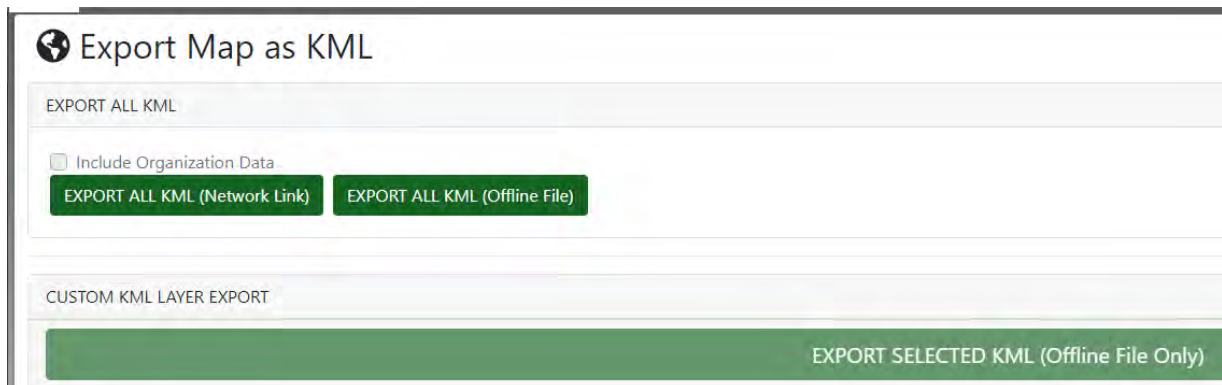 Export Map as KML
EXPORT ALL KML
Include Organization Data
EXPORT ALL KML (Network Link) EXPORT ALL KML (Offline File)
CUSTOM KML LAYER EXPORT
EXPORT SELECTED KML (Offline File Only)